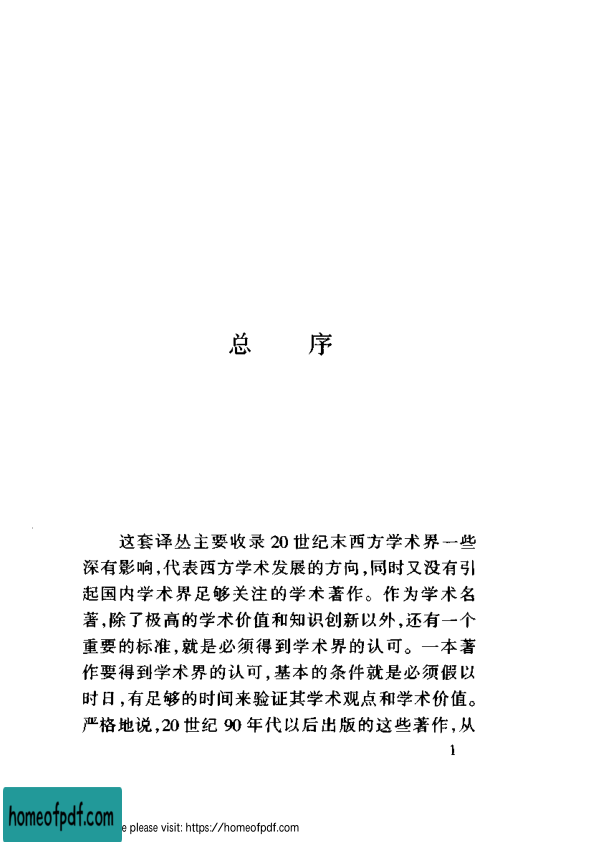 总 序
这套译丛主要收录 20 世纪末西方学术界一些
深有影响,代表西方学术发展的方向,同时又没有引
起国内学术界足够关注的学术著作。作为学术名
著,除了极高的学术价值和知识创新以外,还有一个
重要的标准,就是必须得到学术界的认可。一本著
作要得到学术界的认可,基本的条件就是必须假以
时日,有足够的时间来验证其学术观点和学术价值。
严格地说,20 世纪 90 年代以后出版的这些著作,从
1
homeofpdf.com
e please visit: https://homeofpdf.com